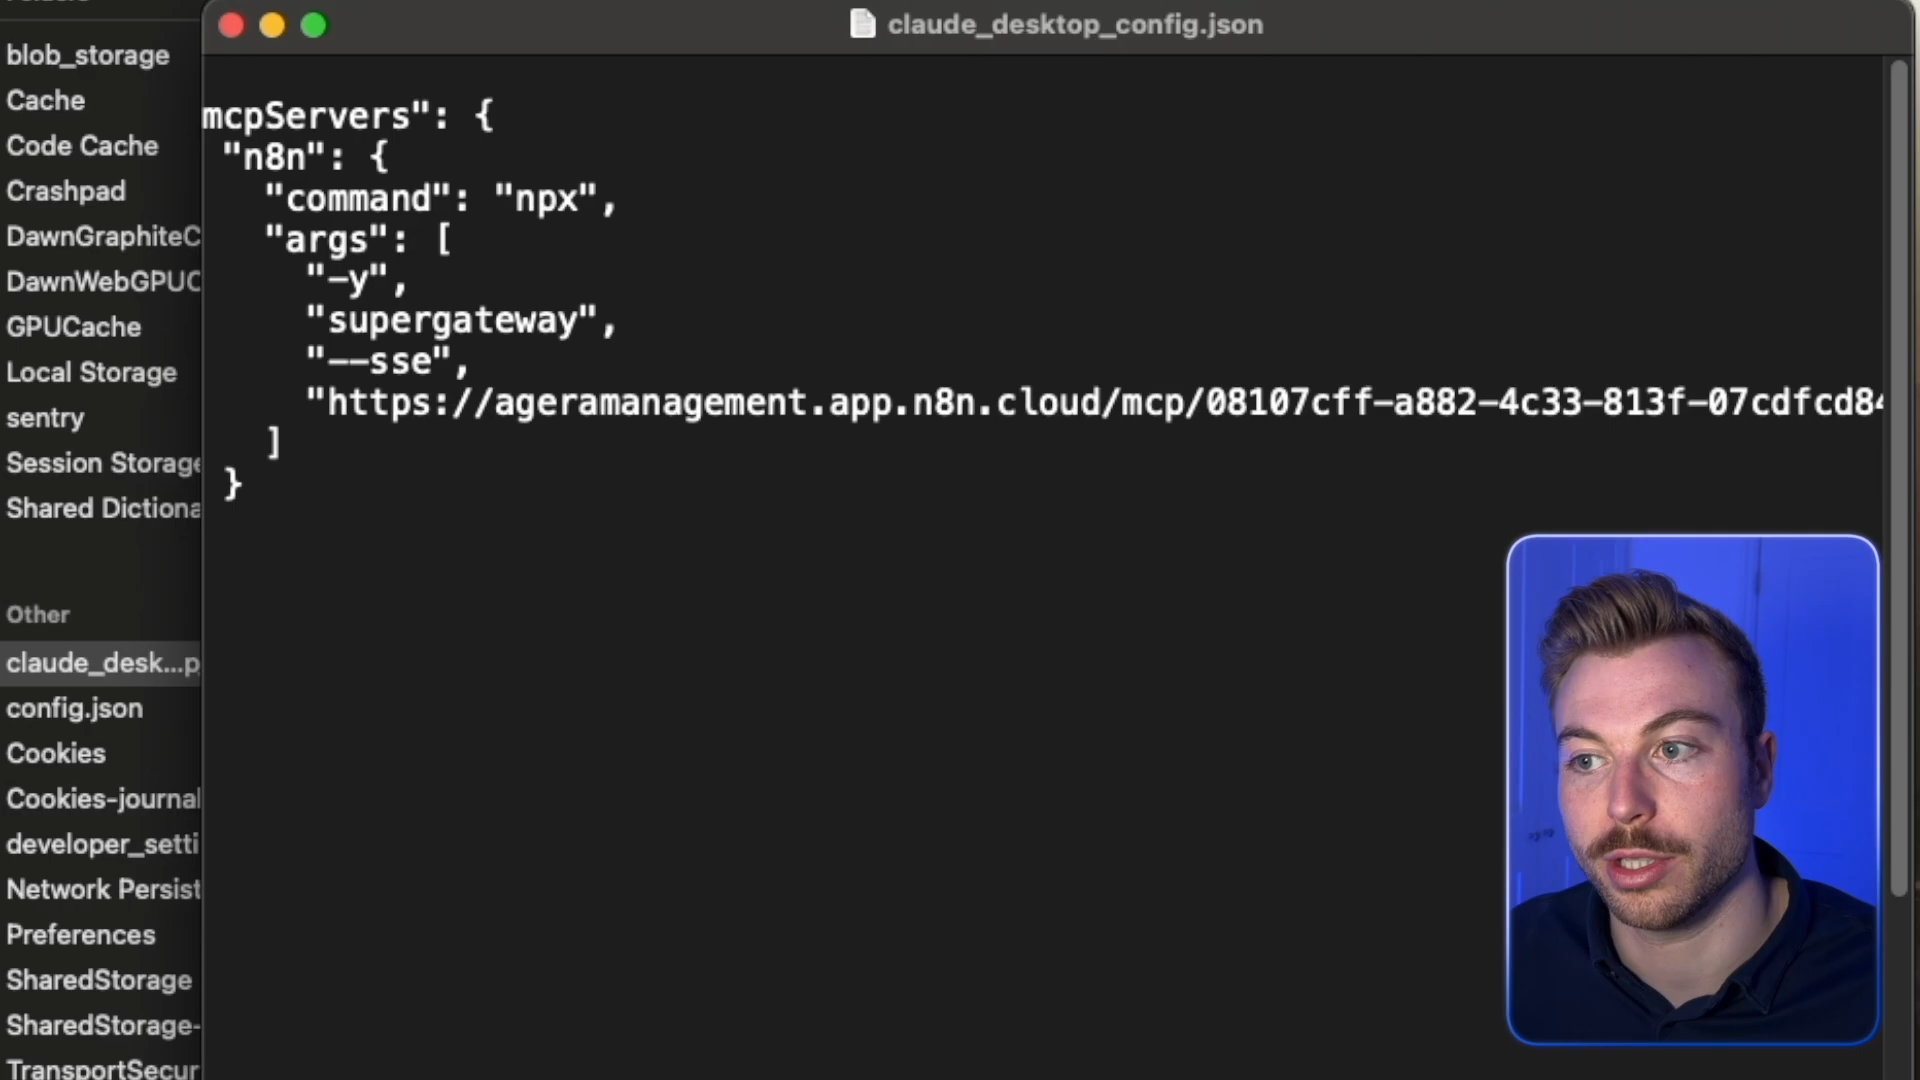 blob_storage
Cache
Code Cache
Crashpad
DawnGraphiteC
DawnWebGPUC
GPUCache
Local Storage
sentry
Session Storage
Shared Dictiona
Other
claude_desk...p
config.json
Cookies
Cookies-journal
developer_setti
Network Persist
Preferences
SharedStorage
SharedStorage-
TransportSecur
claude_desktop_config.json
mcpServers": {
"n8n": {
"command": "npx",
"args": [
"-y",
"supergateway",
"--sse",
"https://ageramanagement.app.n8n.cloud/mcp/08107cff-a882-4c33-813f-07cdfcd84
]
}